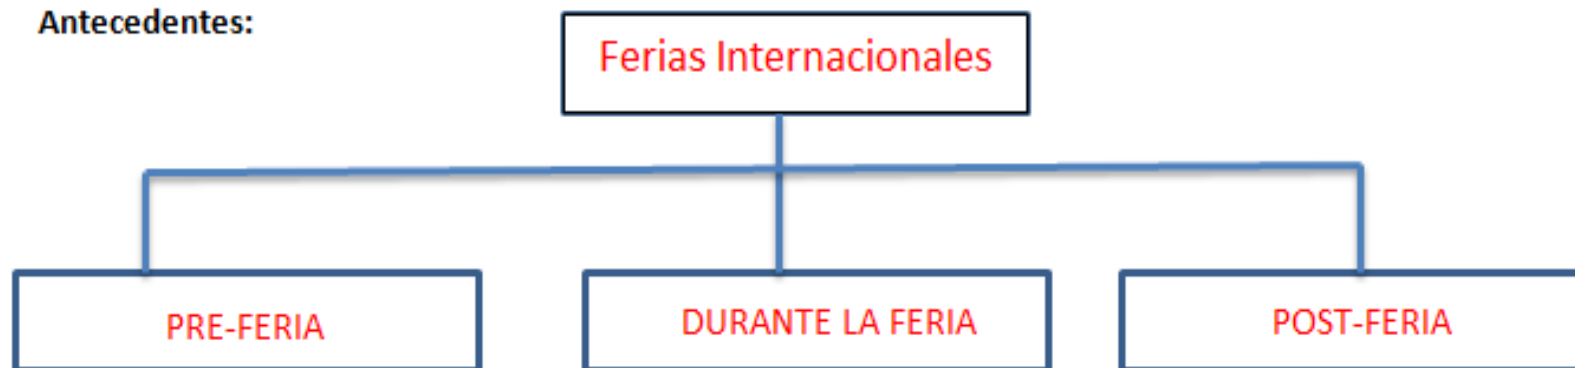 Antecedentes:
Ferias Internacionales
PRE-FERIA
DURANTE LA FERIA
POST-FERIA